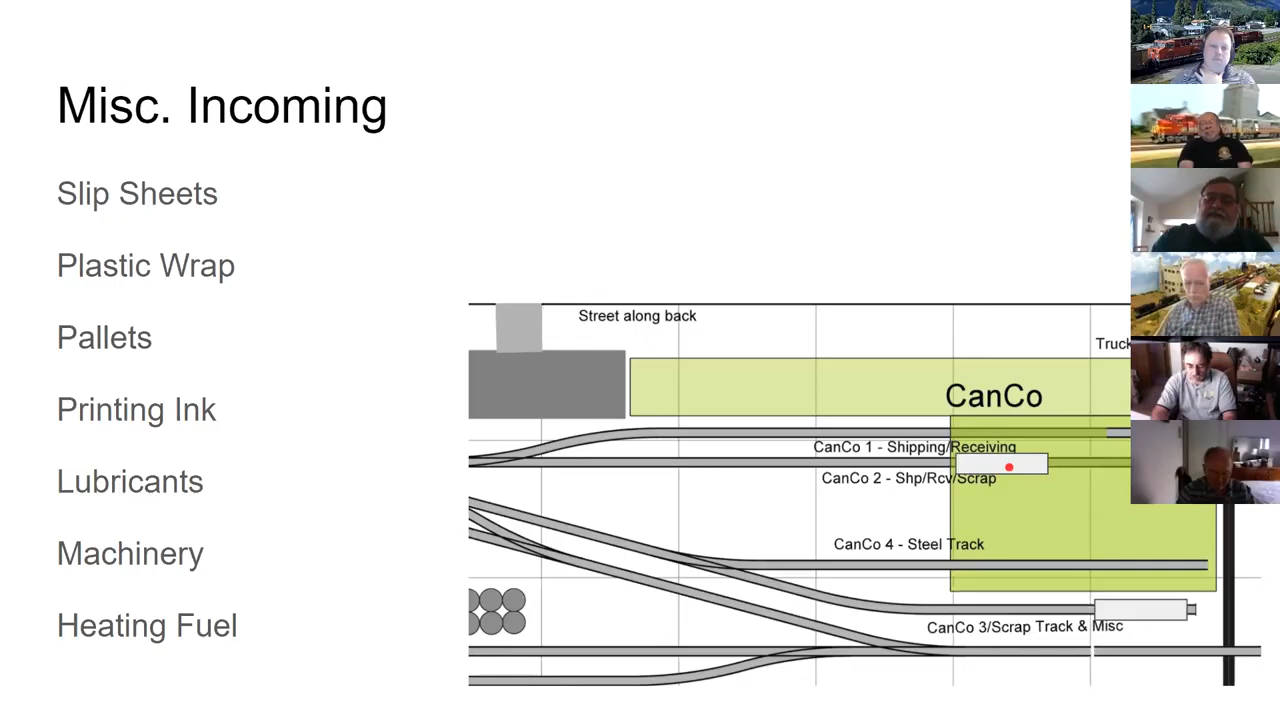 Misc. Incoming
Slip Sheets
Plastic Wrap
Pallets
Printing Ink
Lubricants
Machinery
Heating Fuel
Street along back
Truck
CanCo
CanCo 1 - Shipping/Receiving
CanCo 2 - Shp/Rcv/Scrap
CanCo 4 - Steel Track
CanCo 3/Scrap Track & Misc